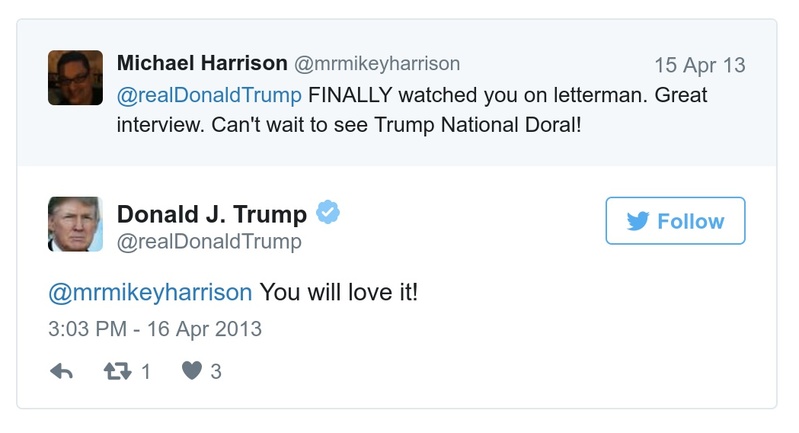 Michael Harrison @mrmikeyharrison 15 Apr 13
@realDonaldTrump FINALLY watched you on letterman. Great
interview. Can't wait to see Trump National Doral!
Donald J. Trump
@realDonaldTrump
Follow
@mrmikeyharrison You will love it!
3:03 PM - 16 Apr 2013
1 3